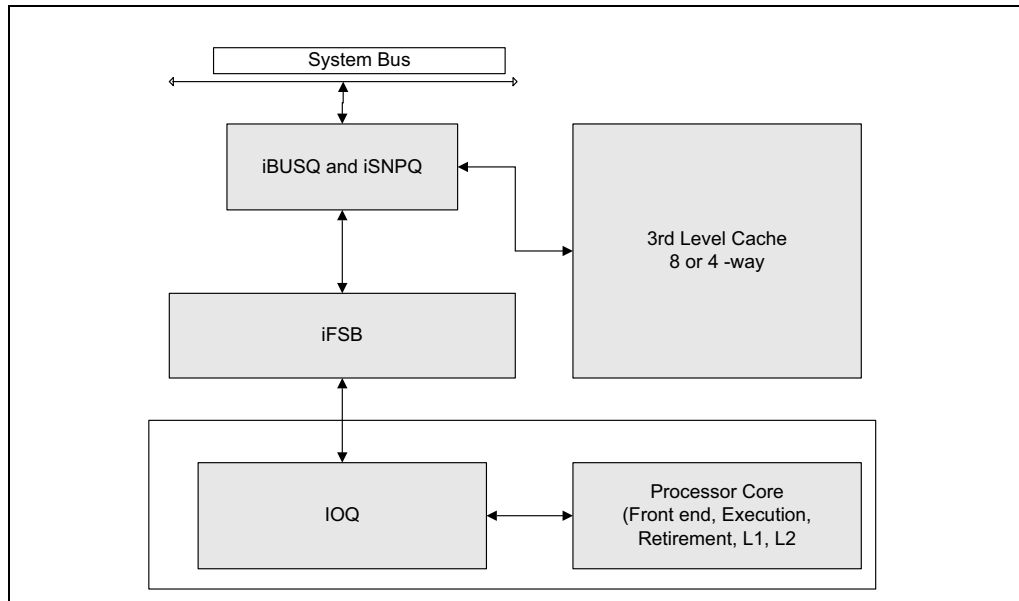 System Bus
iBUSQ and iSNPQ
3rd Level Cache
8 or 4 -way
iFSB
IOQ
Processor Core
(Front end, Execution,
Retirement, L1, L2